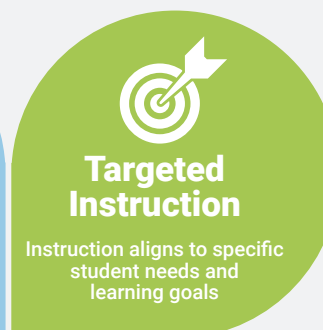 Targeted
Instruction
Instruction aligns to specific
student needs and
learning goals